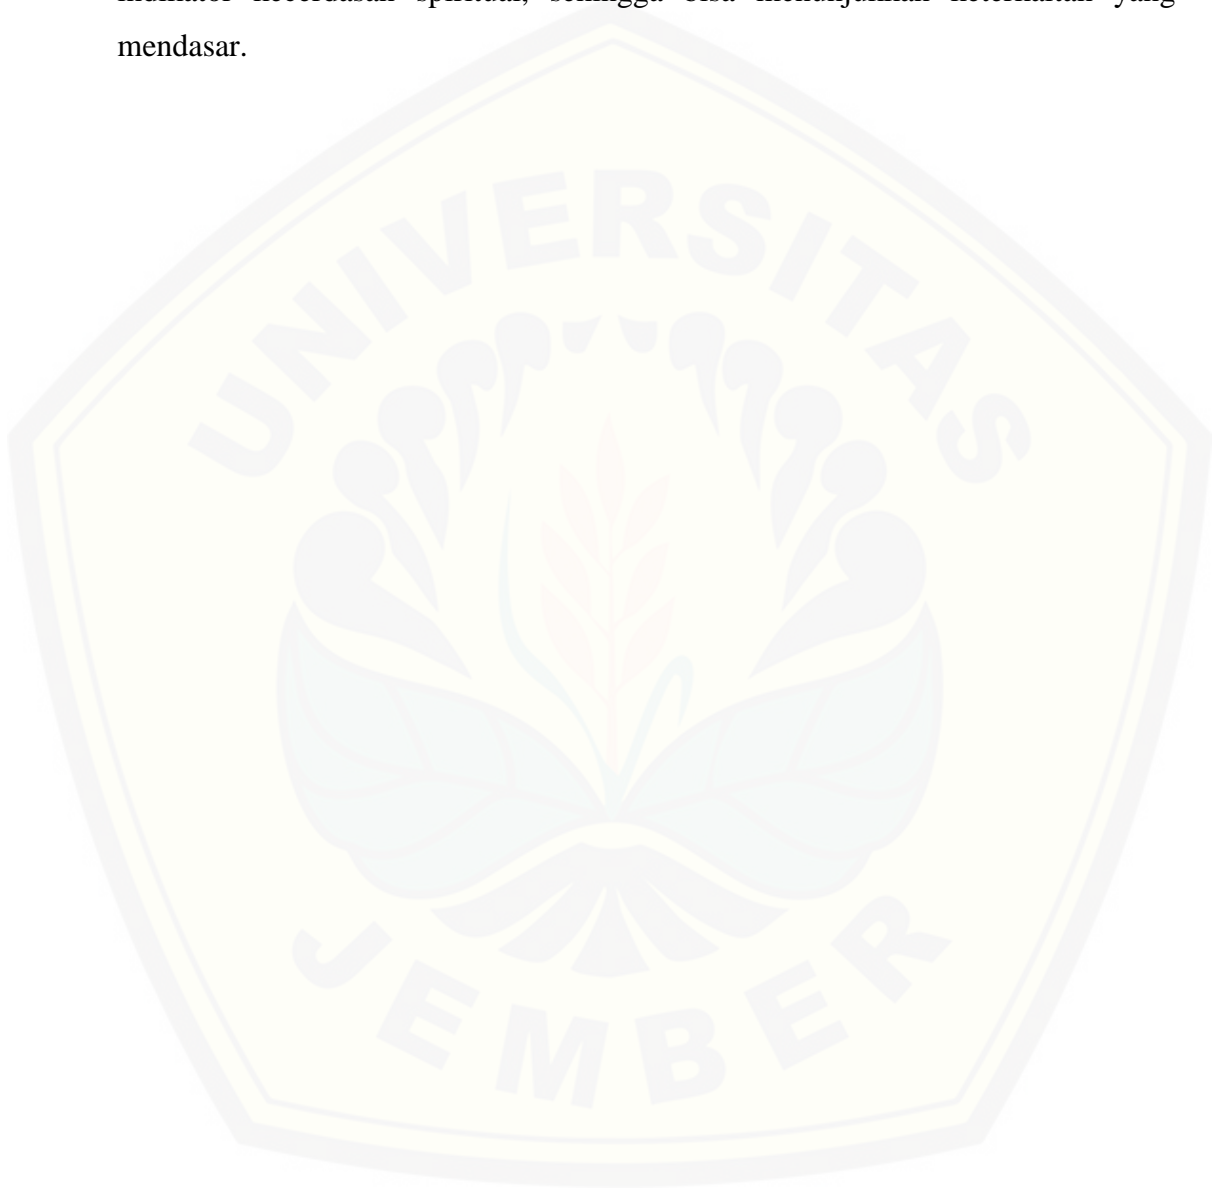 indikator kecerdasan spiritual, sehingga bisa menunjukkan keterkaitan yang
mendasar.
UNIVERSITAS
JEMBER